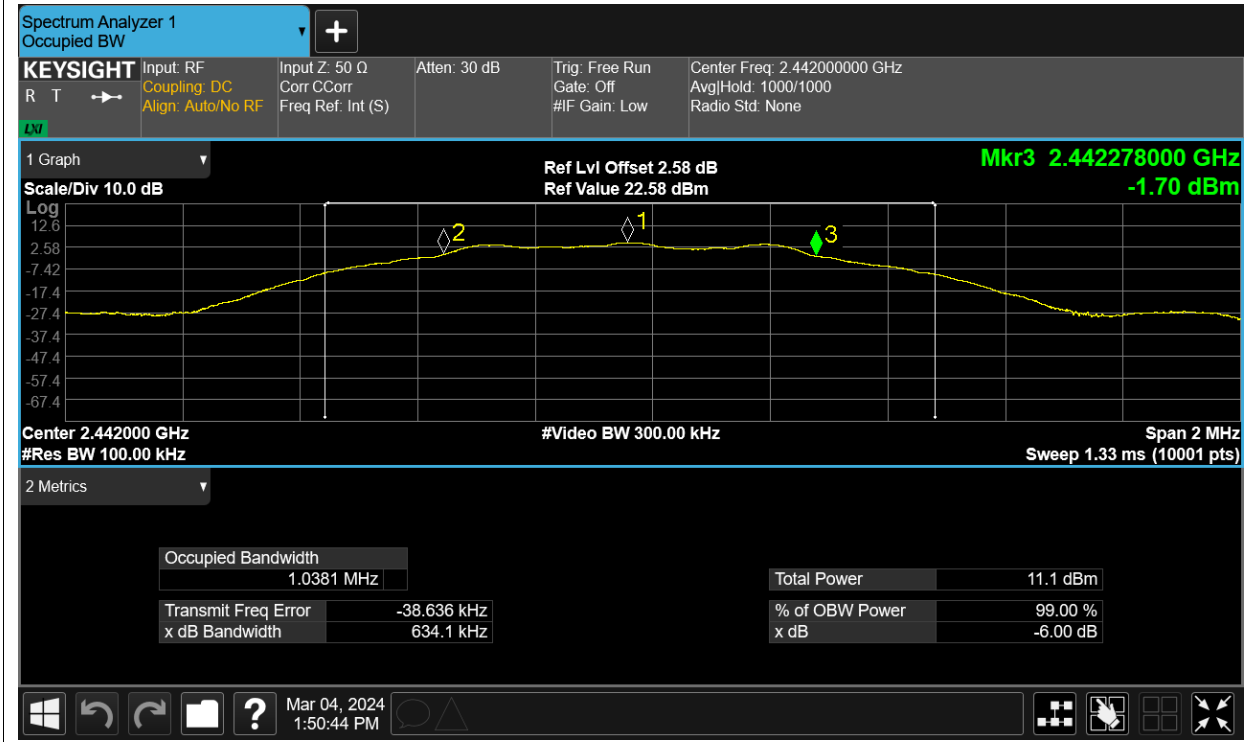 Spectrum Analyzer 1
Occupied BW
+
KEYSIGHT Input: RF Input Z: 50 Ω Atten: 30 dB Trig: Free Run Center Freq: 2.442000000 GHz
R T Coupling: DC Corr CCorr Gate: Off Avg|Hold: 1000/1000
Align: Auto/No RF Freq Ref: Int (S) #IF Gain: Low Radio Std: None
LXI
1 Graph Ref Lvl Offset 2.58 dB Mkr3 2.442278000 GHz
Scale/Div 10.0 dB Ref Value 22.58 dBm -1.70 dBm
Log
12.6
2.58
-7.42
-17.4
-27.4
-37.4
-47.4
-57.4
-67.4
2 1 3
Center 2.442000 GHz #Video BW 300.00 kHz Span 2 MHz
#Res BW 100.00 kHz Sweep 1.33 ms (10001 pts)
2 Metrics
Occupied Bandwidth
1.0381 MHz Total Power 11.1 dBm
Transmit Freq Error -38.636 kHz % of OBW Power 99.00 %
x dB Bandwidth 634.1 kHz x dB -6.00 dB
? Mar 04, 2024
1:50:44 PM